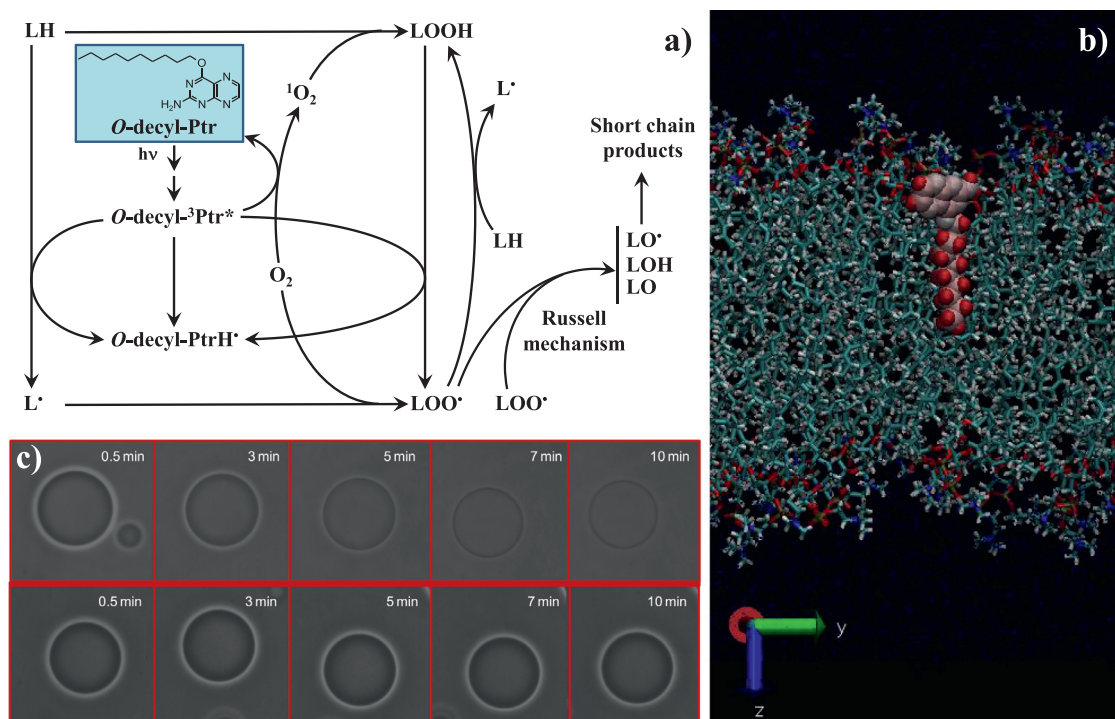 LH
LOOH
a)
b)
O
N
N
N
N
NH₂
O-decyl-Ptr
¹O₂
L•
Short chain
products
hν
O-decyl-³Ptr*
LH
LO•
LOH
LO
O₂
Russell
mechanism
O-decyl-PtrH•
L•
LOO•
LOO•
c)
0.5 min
3 min
5 min
7 min
10 min
0.5 min
3 min
5 min
7 min
10 min
y
z